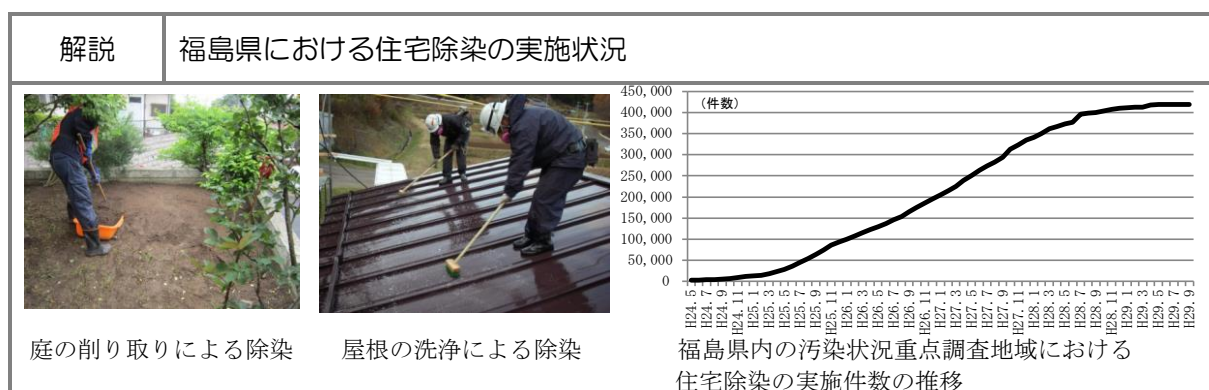 解説
福島県における住宅除染の実施状況
庭の削り取りによる除染
屋根の洗浄による除染
(件数)
450,000
400,000
350,000
300,000
250,000
200,000
150,000
100,000
50,000
0
H24.5
H24.7
H24.9
H24.11
H25.1
H25.3
H25.5
H25.7
H25.9
H25.11
H26.1
H26.3
H26.5
H26.7
H26.9
H26.11
H27.1
H27.3
H27.5
H27.7
H27.9
H27.11
H28.1
H28.3
H28.5
H28.7
H28.9
H28.11
H29.1
H29.3
H29.5
H29.7
H29.9
福島県内の汚染状況重点調査地域における
住宅除染の実施件数の推移